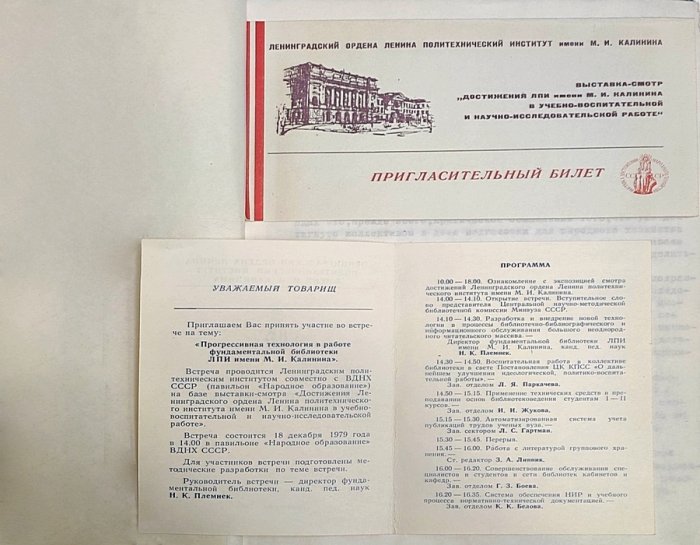 ЛЕНИНГРАДСКИЙ ОРДЕНА ЛЕНИНА ПОЛИТЕХНИЧЕСКИЙ ИНСТИТУТ имени М. И. КАЛИНИНА
ВЫСТАВКА-СМОТР
„ДОСТИЖЕНИЙ ЛПИ имени М. И. КАЛИНИНА
В УЧЕБНО-ВОСПИТАТЕЛЬНОЙ
И НАУЧНО-ИССЛЕДОВАТЕЛЬСКОЙ РАБОТЕ"
ПРИГЛАСИТЕЛЬНЫЙ БИЛЕТ
УВАЖАЕМЫЙ ТОВАРИЩ
Приглашаем Вас принять участие во встре-
че на тему:
«Прогрессивная технология в работе
фундаментальной библиотеки
ЛПИ имени М. И. Калинина».
Встреча проводится Ленинградским поли-
техническим институтом совместно с ВДНХ
СССР (павильон «Народное образование»)
на базе выставки-смотра «Достижения Ле-
нинградского ордена Ленина политехническо-
го института имени М. И. Калинина в учебно-
воспитательной и научно-исследовательской
работе».
Встреча состоится 18 декабря 1979 года
в 14.00 в павильоне «Народное образование»
ВДНХ СССР.
Для участников встречи подготовлены ме-
тодические разработки по теме встречи.
Руководитель встречи — директор фунда-
ментальной библиотеки, канд. пед. наук
Н. К. Племнек.
ПРОГРАММА
10.00 — 18.00. Ознакомление с экспозицией смотра
достижений Ленинградского ордена Ленина политехни-
ческого института имени М. И. Калинина.
14.00 — 14.10. Открытие встречи. Вступительное сло-
во представителя Центральной научно-методической
библиотечной комиссии Минвуза СССР.
14.10 — 14.30. Разработка и внедрение новой техноло-
гии в процессы библиотечно-библиографического и
информационного обслуживания большого неоднород-
ного читательского массива. —
Директор фундаментальной библиотеки ЛПИ
имени М. И. Калинина, канд. пед. наук
Н. К. Племнек.
14.30 — 14.50. Воспитательная работа в коллективе
библиотеки в свете Постановления ЦК КПСС «О даль-
нейшем улучшении идеологической, политико-воспита-
тельной работы». —
Зав. отделом Л. Я. Паркачева.
14.50 — 15.15. Применение технических средств в пре-
подавании основ библиотековедения студентам I — II
курсов. —
Зав. отделом И. И. Жукова.
15.15 — 15.30. Автоматизированная система учета
публикаций трудов ученых вуза. —
Зав. сектором Л. С. Гартман.
15.30 — 15.45. Перерыв.
15.45 — 16.00. Работа с литературой группового хране-
ния. —
Ст. редактор З. А. Линник.
16.00 — 16.20. Совершенствование обслуживания спе-
циалистов и студентов в сети библиотек кабинетов и
кафедр. —
Зав. отделом Г. З. Боева.
16.20 — 16.35. Система обеспечения НИР и учебного
процесса нормативно-технической документацией. —
Зав. отделом К. К. Белова.